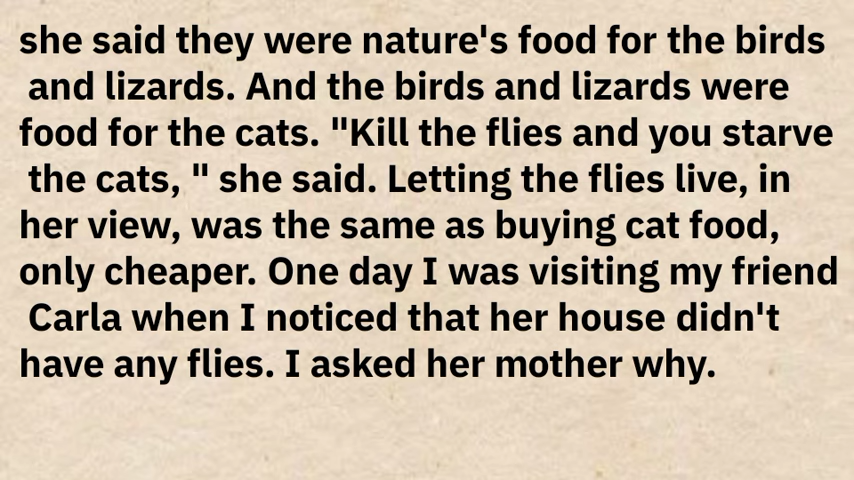 she said they were nature's food for the birds
and lizards. And the birds and lizards were
food for the cats. "Kill the flies and you starve
the cats, " she said. Letting the flies live, in
her view, was the same as buying cat food,
only cheaper. One day I was visiting my friend
Carla when I noticed that her house didn't
have any flies. I asked her mother why.